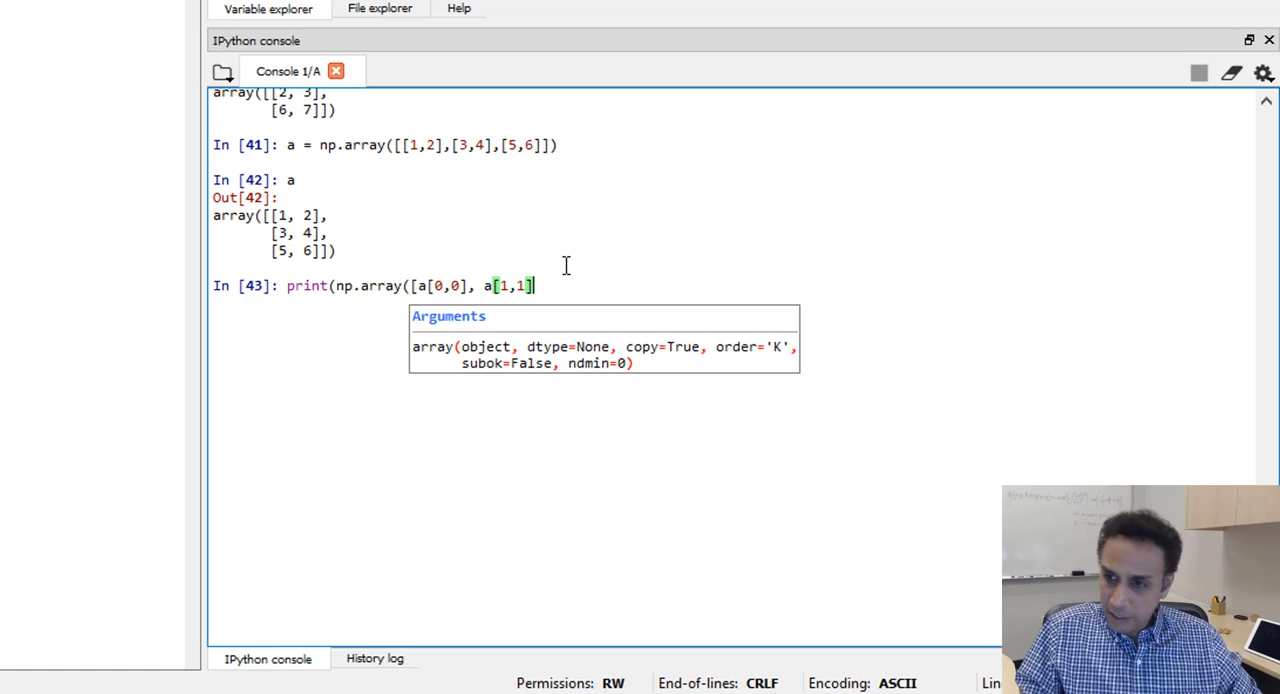 Variable explorer File explorer Help
IPython console
Console 1/A
array([[2, 3],
[6, 7]])
In [41]: a = np.array([[1,2],[3,4],[5,6]])
In [42]: a
Out[42]:
array([[1, 2],
[3, 4],
[5, 6]])
In [43]: print(np.array([a[0,0], a[1,1]
Arguments
array(object, dtype=None, copy=True, order='K',
subok=False, ndmin=0)
IPython console History log
Permissions: RW End-of-lines: CRLF Encoding: ASCII Lin